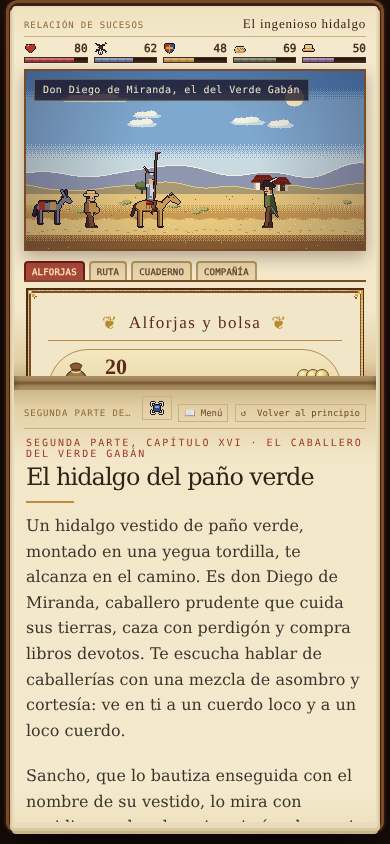 RELACIÓN DE SUCESOS
El ingenioso hidalgo
80 62 48 69 50
Don Diego de Miranda, el del Verde Gabán
ALFORJAS RUTA CUADERNO COMPAÑÍA
Alforjas y bolsa
20
SEGUNDA PARTE DE…
Menú
↺ Volver al principio
SEGUNDA PARTE, CAPÍTULO XVI · EL CABALLERO
DEL VERDE GABÁN
El hidalgo del paño verde
Un hidalgo vestido de paño verde,
montado en una yegua tordilla, te
alcanza en el camino. Es don Diego de
Miranda, caballero prudente que cuida
sus tierras, caza con perdigón y compra
libros devotos. Te escucha hablar de
caballerías con una mezcla de asombro y
cortesía: ve en ti a un cuerdo loco y a un
loco cuerdo.
Sancho, que lo bautiza enseguida con el
nombre de su vestido, lo mira con